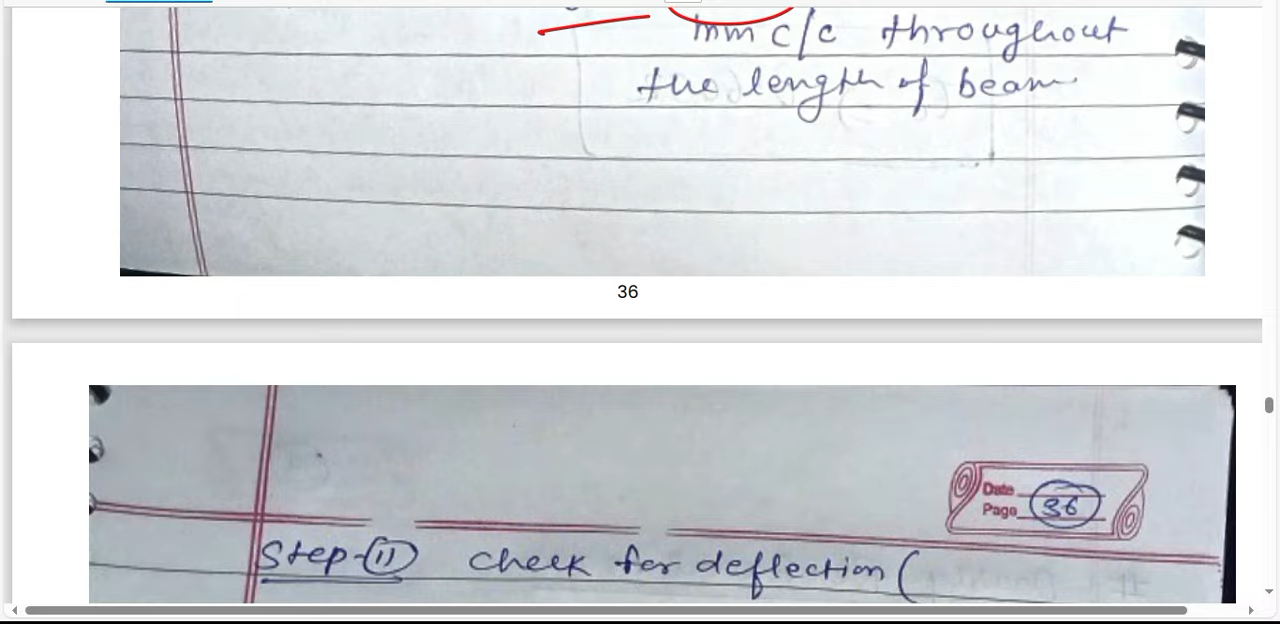 mm c/c throughout
the length of beam
36
Date
Page 36
Step-(11) Check for deflection (